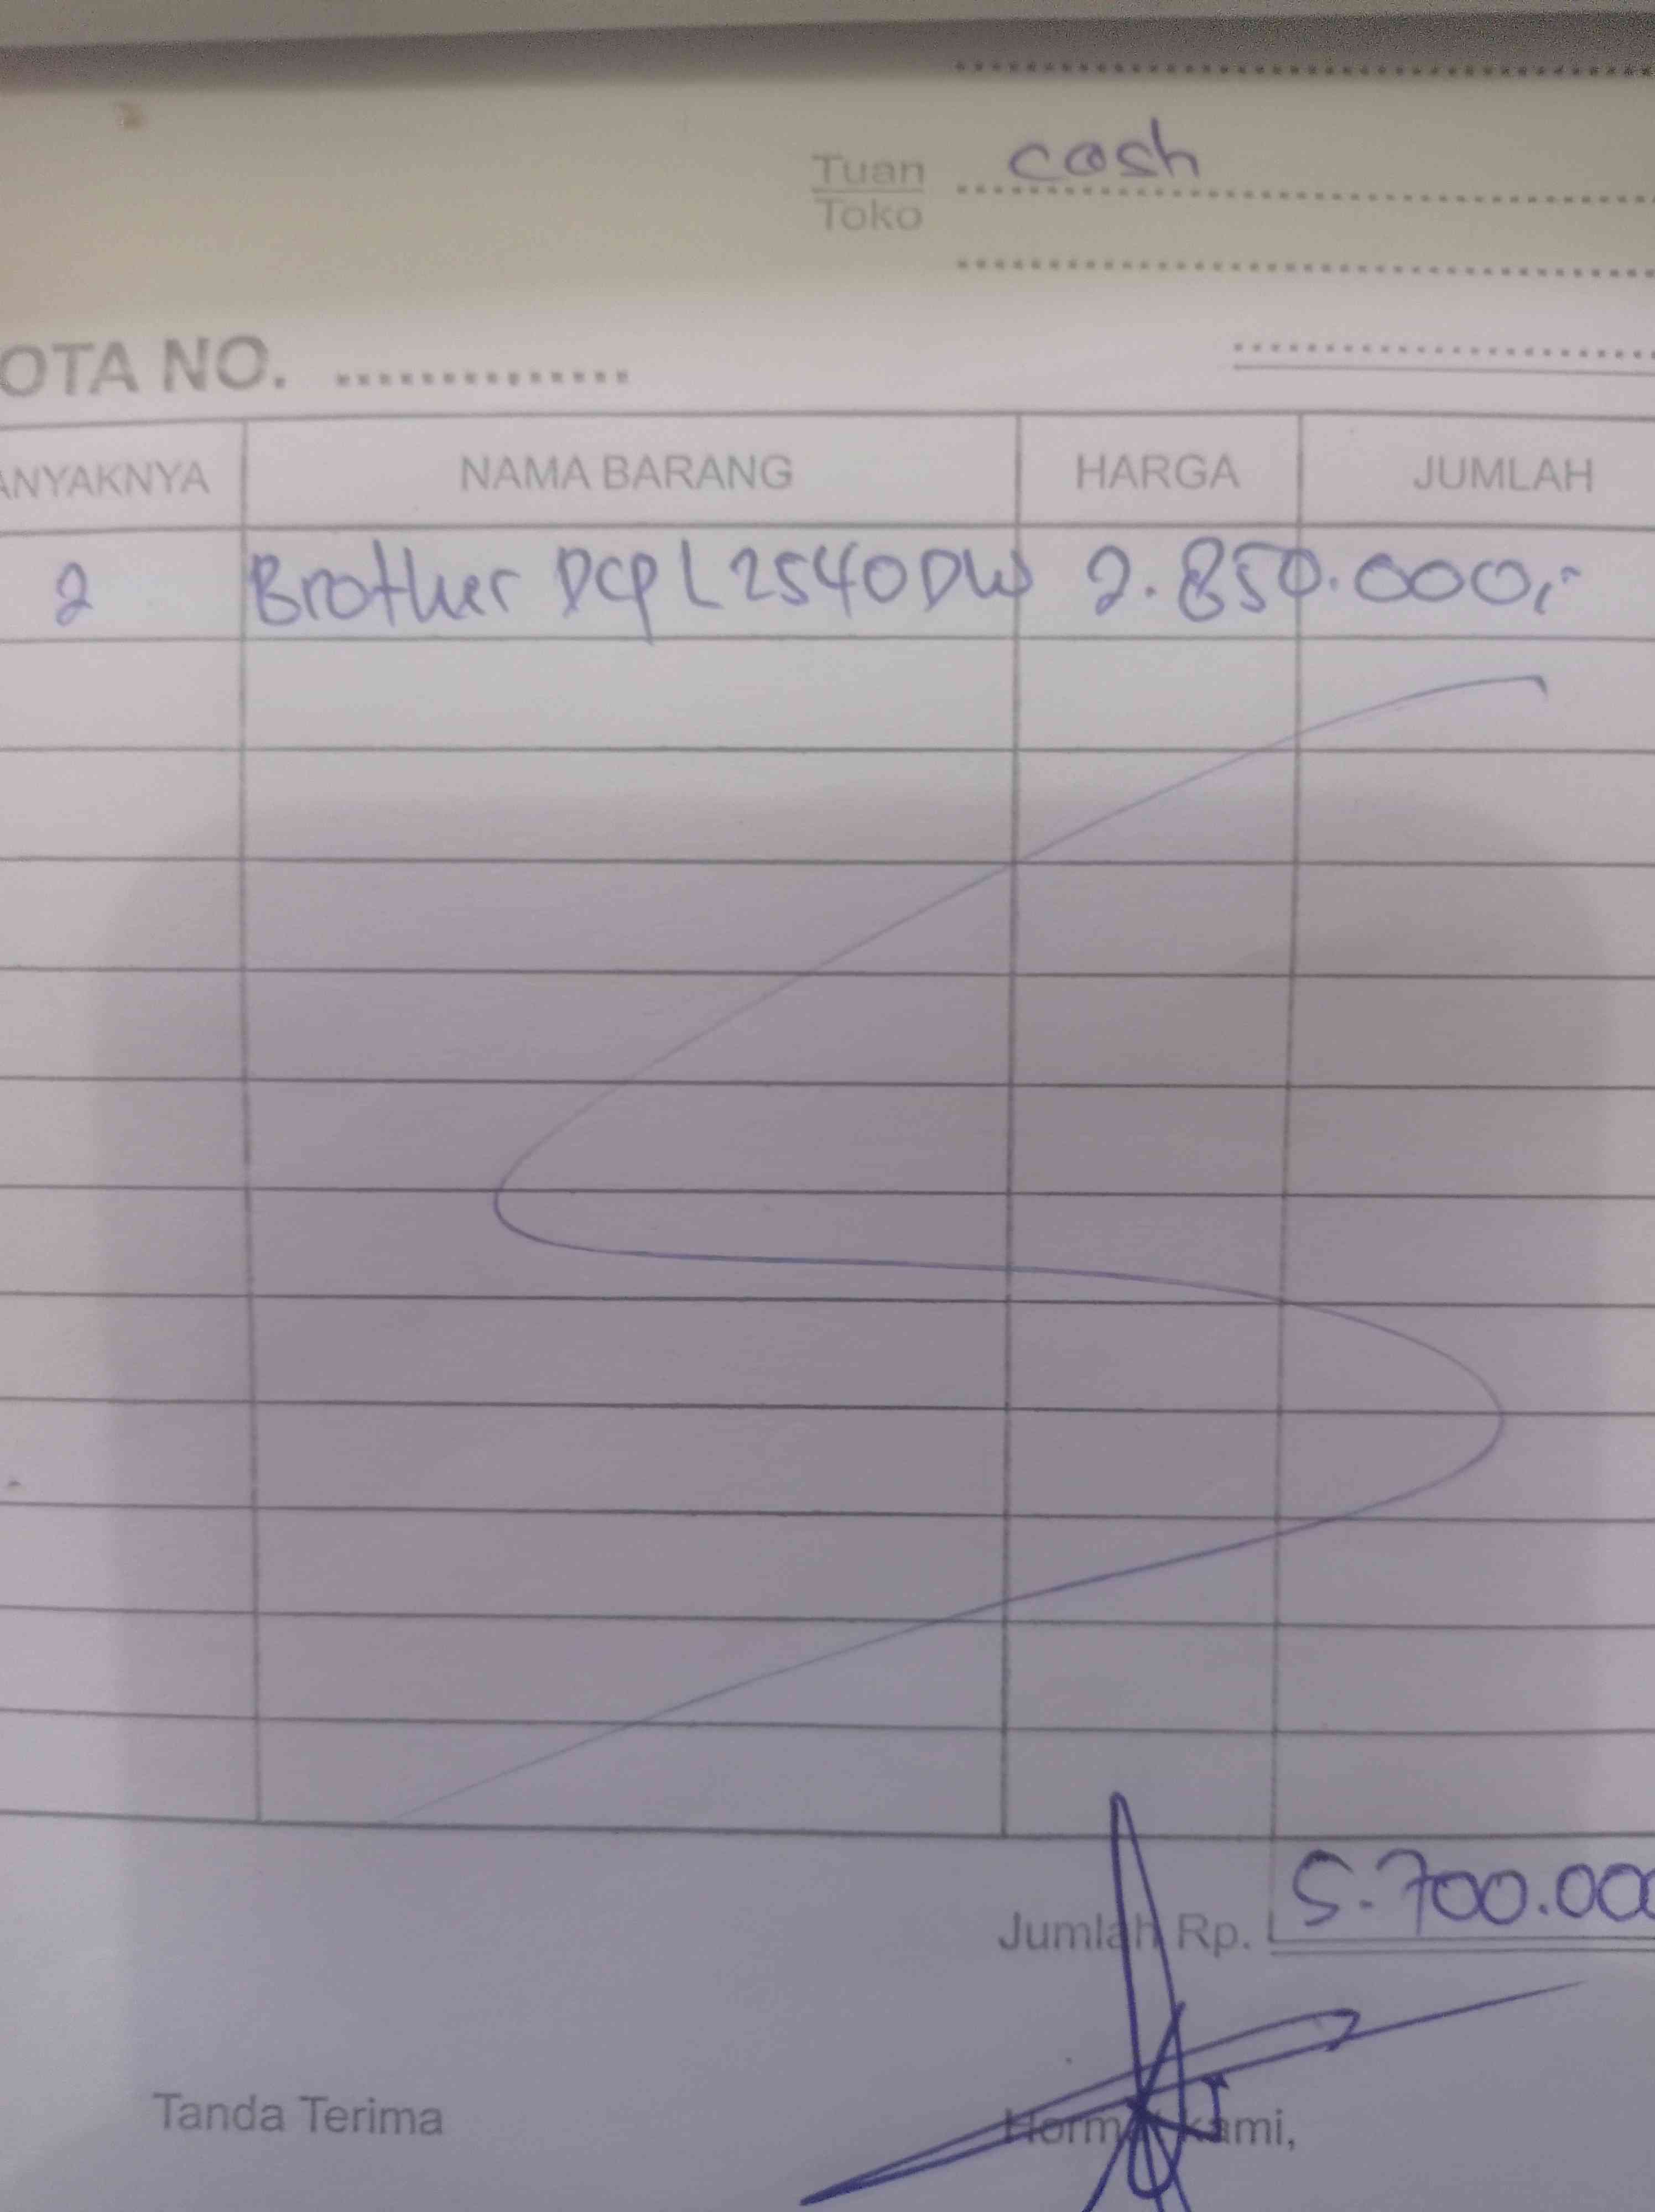 cash
Tuan
Toko
OTA NO. ...............
ANYAKNYA NAMA BARANG HARGA JUMLAH
2 Brother DCP L2540DW 2.850.000,-
Jumlah Rp. 5.700.000
Tanda Terima Hormat kami,